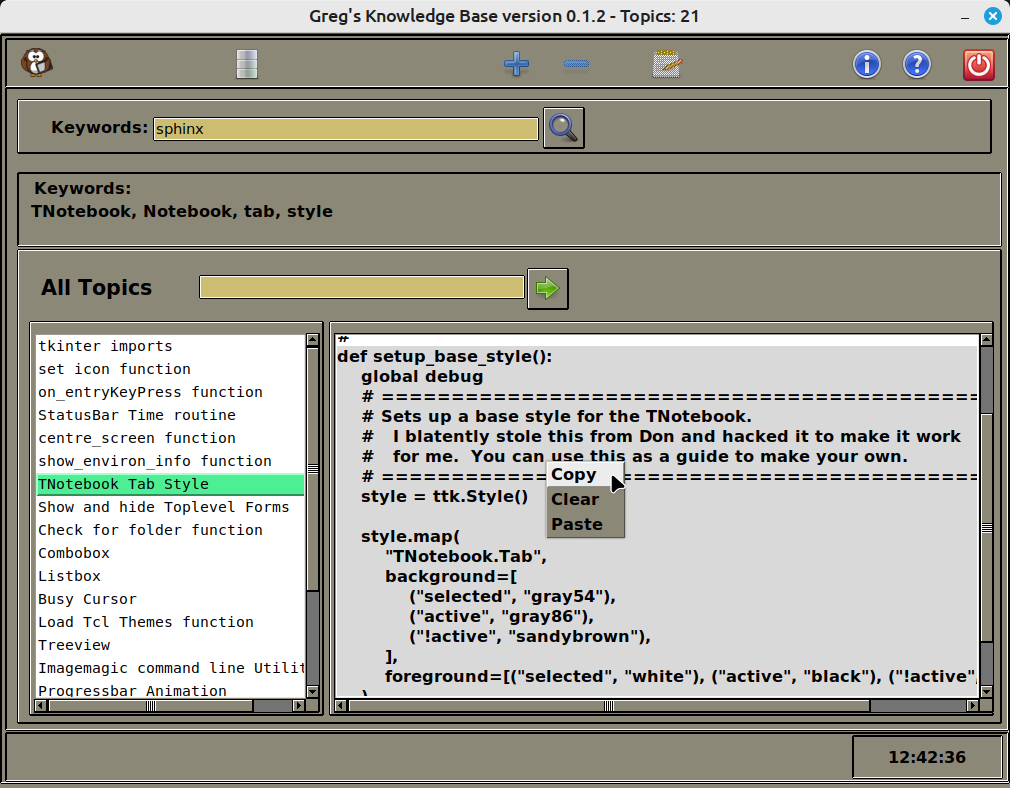 Greg's Knowledge Base version 0.1.2 - Topics: 21
Keywords: sphinx
Keywords:
TNotebook, Notebook, tab, style
All Topics
tkinter imports
set icon function
on_entryKeyPress function
StatusBar Time routine
centre_screen function
show_environ_info function
TNotebook Tab Style
Show and hide Toplevel Forms
Check for folder function
Combobox
Listbox
Busy Cursor
Load Tcl Themes function
Treeview
Imagemagic command line Utilit
Progressbar Animation
#
def setup_base_style():
global debug
# ============================================
# Sets up a base style for the TNotebook.
#   I blatently stole this from Don and hacked it to make it work
#   for me.  You can use this as a guide to make your own.
# ============================================
style = ttk.Style()
style.map(
"TNotebook.Tab",
background=[
("selected", "gray54"),
("active", "gray86"),
("!active", "sandybrown"),
],
foreground=[("selected", "white"), ("active", "black"), ("!active",
)
Copy
Clear
Paste
12:42:36